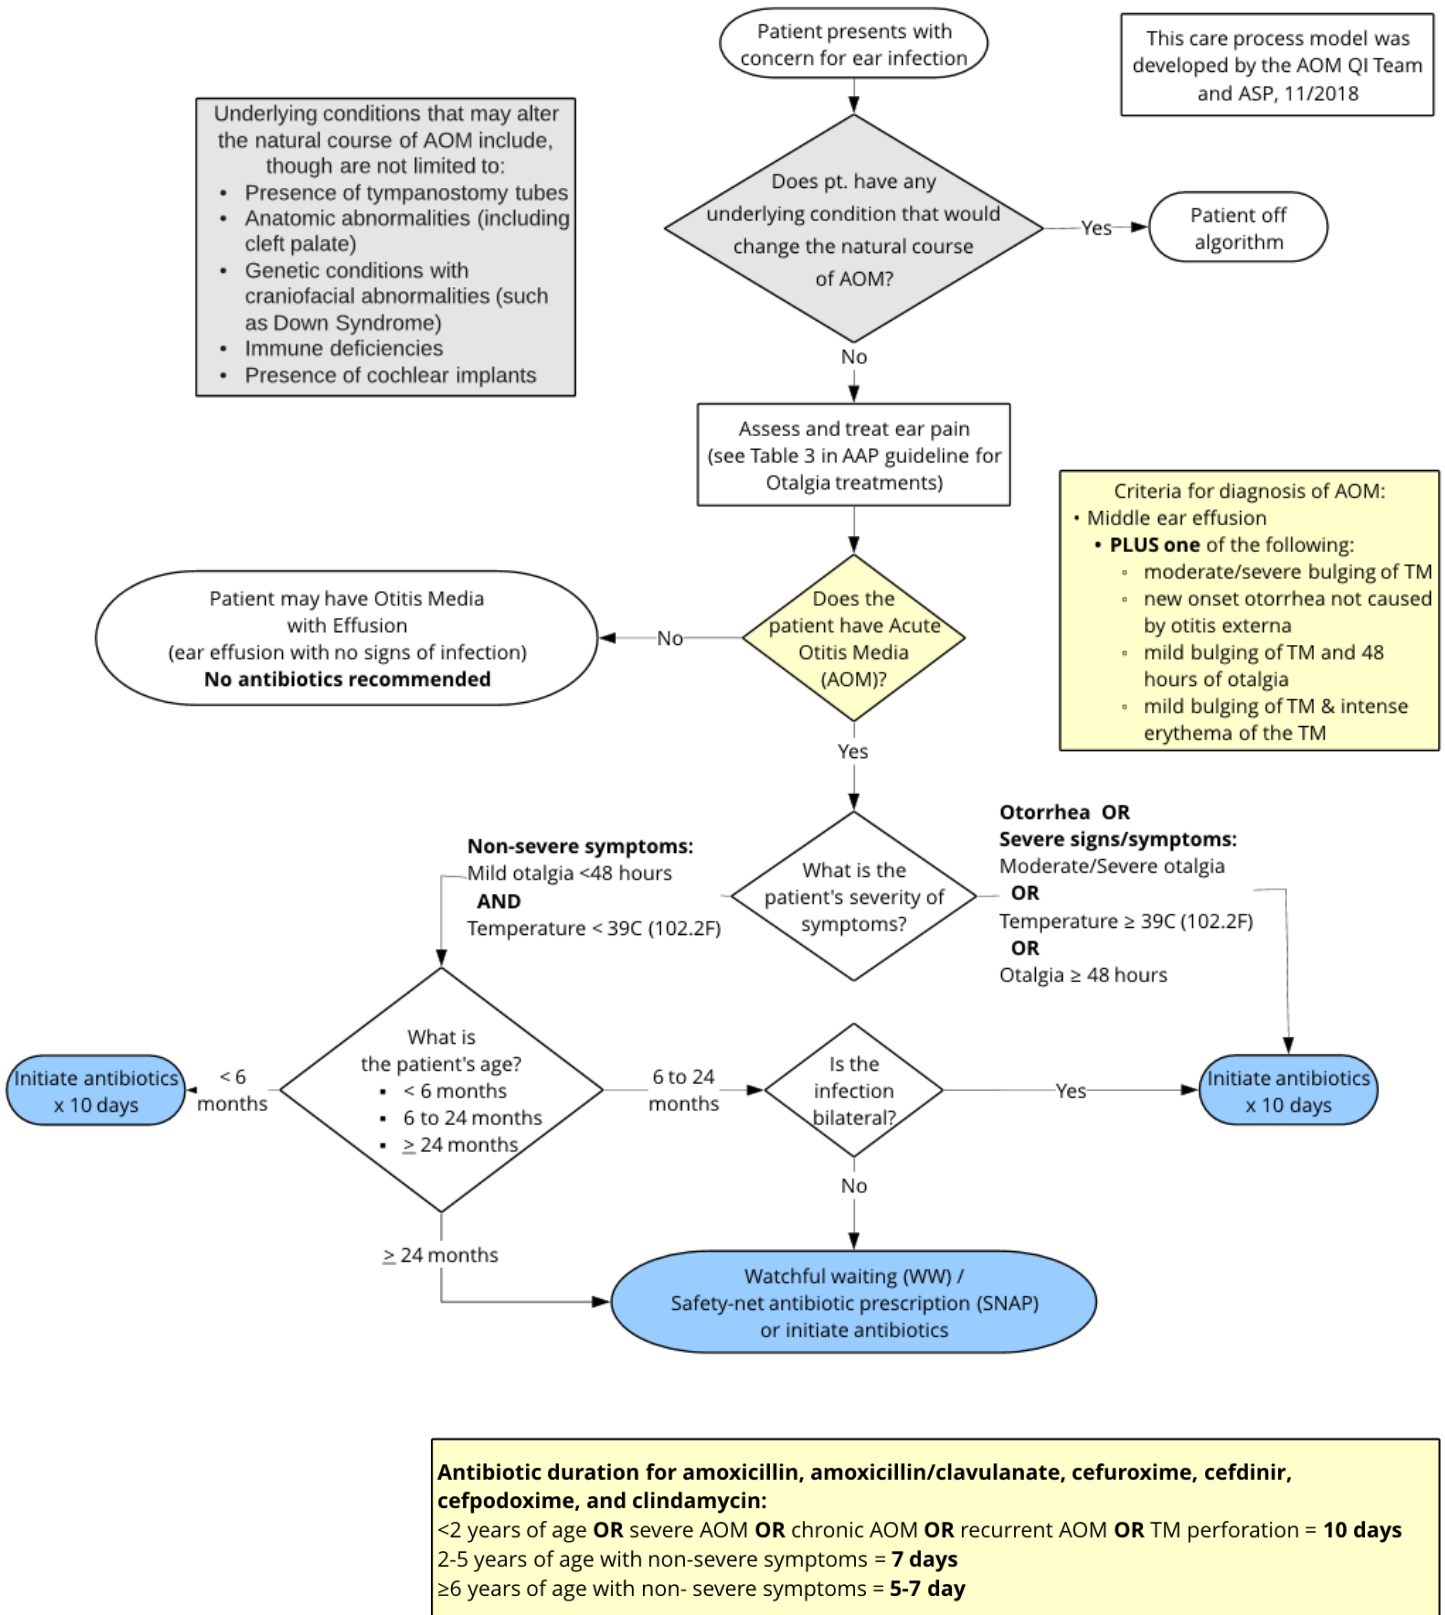 Patient presents with
concern for ear infection
This care process model was
developed by the AOM QI Team
and ASP, 11/2018
Underlying conditions that may alter
the natural course of AOM include,
though are not limited to:
• Presence of tympanostomy tubes
• Anatomic abnormalities (including
cleft palate)
• Genetic conditions with
craniofacial abnormalities (such
as Down Syndrome)
• Immune deficiencies
• Presence of cochlear implants
Does pt. have any
underlying condition that would
change the natural course
of AOM?
Yes
Patient off
algorithm
No
Assess and treat ear pain
(see Table 3 in AAP guideline for
Otalgia treatments)
Criteria for diagnosis of AOM:
• Middle ear effusion
• PLUS one of the following:
▫ moderate/severe bulging of TM
▫ new onset otorrhea not caused
by otitis externa
▫ mild bulging of TM and 48
hours of otalgia
▫ mild bulging of TM & intense
erythema of the TM
Does the
patient have Acute
Otitis Media
(AOM)?
No
Patient may have Otitis Media
with Effusion
(ear effusion with no signs of infection)
No antibiotics recommended
Yes
What is the
patient's severity of
symptoms?
Non-severe symptoms:
Mild otalgia <48 hours
AND
Temperature < 39C (102.2F)
Otorrhea OR
Severe signs/symptoms:
Moderate/Severe otalgia
OR
Temperature ≥ 39C (102.2F)
OR
Otalgia ≥ 48 hours
What is
the patient's age?
▪ < 6 months
▪ 6 to 24 months
▪ ≥ 24 months
< 6
months
Initiate antibiotics
x 10 days
6 to 24
months
Is the
infection
bilateral?
Yes
Initiate antibiotics
x 10 days
No
≥ 24 months
Watchful waiting (WW) /
Safety-net antibiotic prescription (SNAP)
or initiate antibiotics
Antibiotic duration for amoxicillin, amoxicillin/clavulanate, cefuroxime, cefdinir,
cefpodoxime, and clindamycin:
<2 years of age OR severe AOM OR chronic AOM OR recurrent AOM OR TM perforation = 10 days
2-5 years of age with non-severe symptoms = 7 days
≥6 years of age with non- severe symptoms = 5-7 day